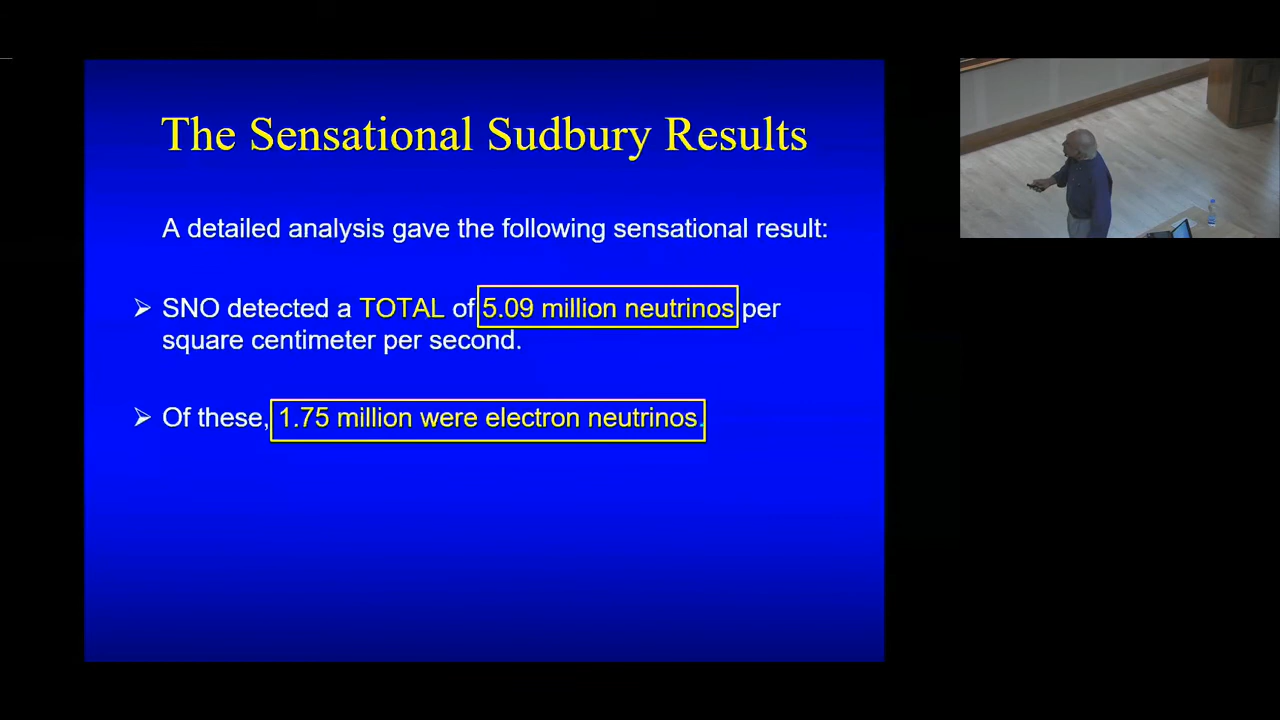 The Sensational Sudbury Results
A detailed analysis gave the following sensational result:
➢ SNO detected a TOTAL of 5.09 million neutrinos per
square centimeter per second.
➢ Of these, 1.75 million were electron neutrinos.